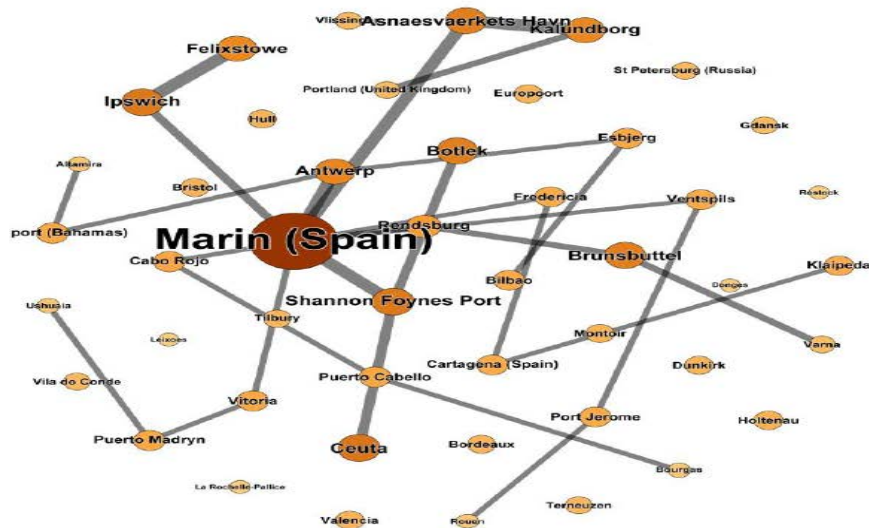 Vlissingen
Asnaesvaerkets Havn
Kalundborg
Felixstowe
St Petersburg (Russia)
Portland (United Kingdom)
Europoort
Ipswich
Hull
Gdansk
Esbjerg
Botlek
Altamira
Antwerp
Bristol
Fredericia
Ventspils
Rostock
port (Bahamas)
Rendsburg
Marin (Spain)
Brunsbuttel
Cabo Rojo
Klaipeda
Bilbao
Donges
Shannon Foynes Port
Ushusia
Tilbury
Leixoes
Montoir
Varna
Cartagena (Spain)
Dunkirk
Puerto Cabello
Vila do Conde
Vitoria
Port Jerome
Holtenau
Puerto Madryn
Ceuta
Bordeaux
Bourgas
La Rochelle-Pallice
Terneuzen
Valencia
Rouen